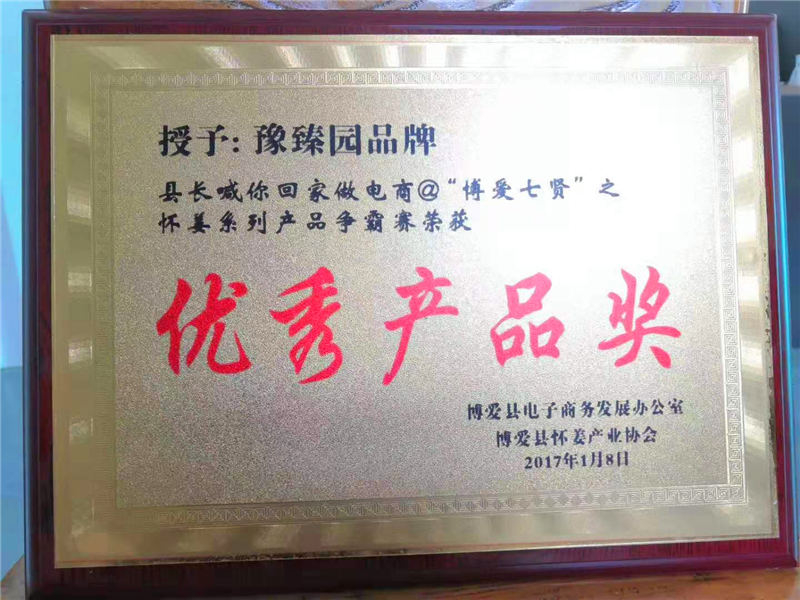 授予：豫臻园品牌
县长喊你回家做电商@“博爱七贤”之
怀姜系列产品争霸赛荣获
优秀产品奖
博爱县电子商务发展办公室
博爱县怀姜产业协会
2017年1月8日